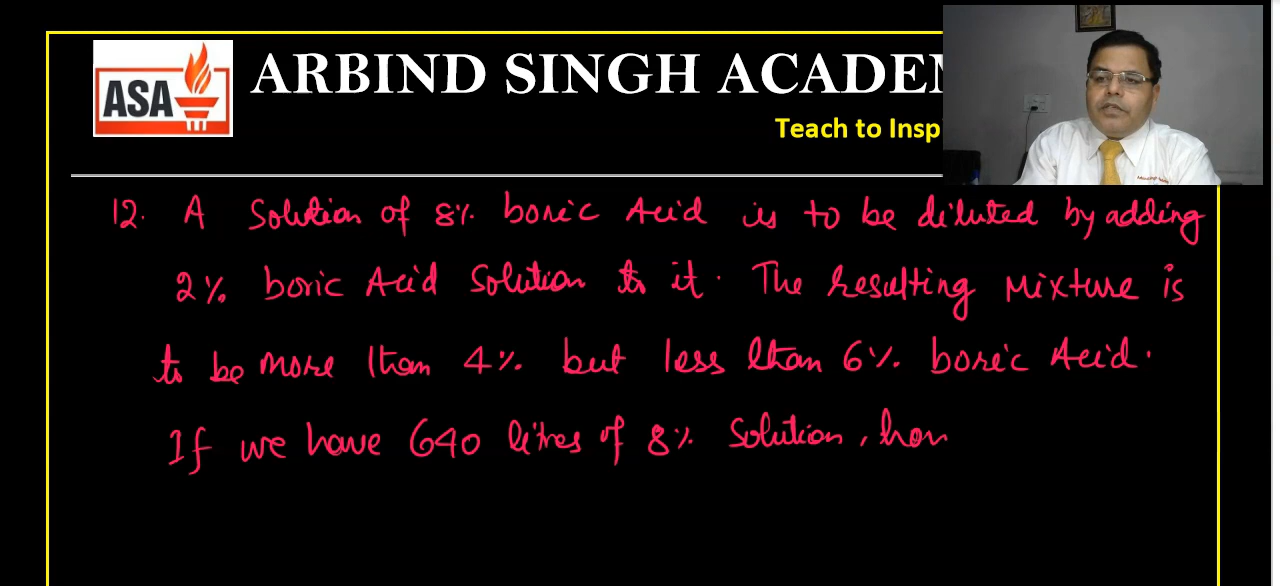 ASA
ARBIND SINGH ACADEM
Teach to Insp
12. A Solution of 8% boric Acid is to be diluted by adding
2% boric Acid Solution to it. The resulting Mixture is
to be more than 4% but less than 6% boric Acid.
If we have 640 litres of 8% Solution, how